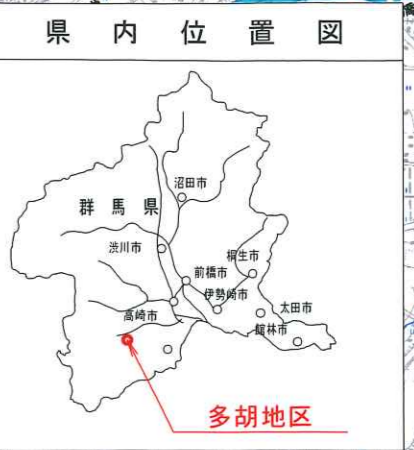 県内位置図
沼田市
群馬県
渋川市
桐生市
前橋市
伊勢崎市
高崎市
太田市
館林市
多胡地区